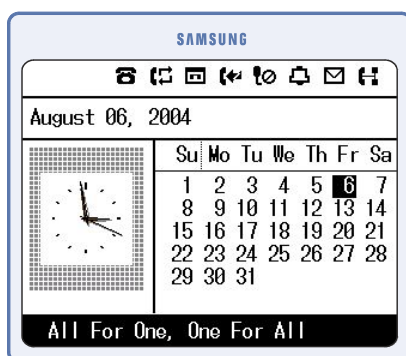 SAMSUNG
August 06, 2004
Su Mo Tu We Th Fr Sa
1 2 3 4 5 6 7
8 9 10 11 12 13 14
15 16 17 18 19 20 21
22 23 24 25 26 27 28
29 30 31
All For One, One For All